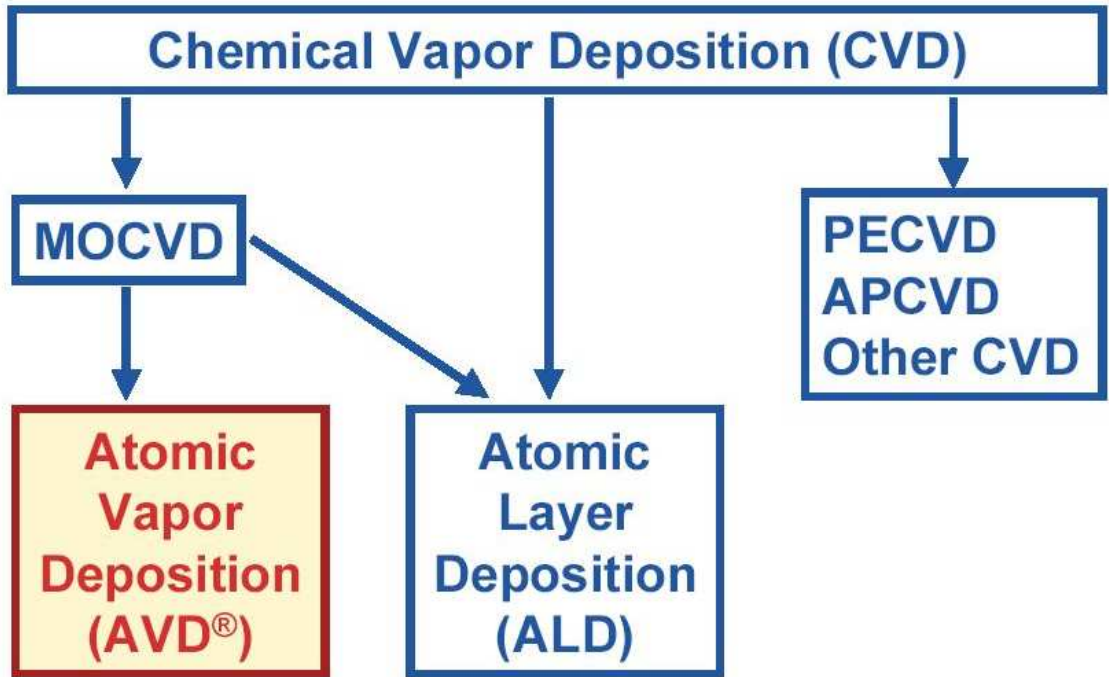 Chemical Vapor Deposition (CVD)
MOCVD
PECVD
APCVD
Other CVD
Atomic
Vapor
Deposition
(AVD®)
Atomic
Layer
Deposition
(ALD)